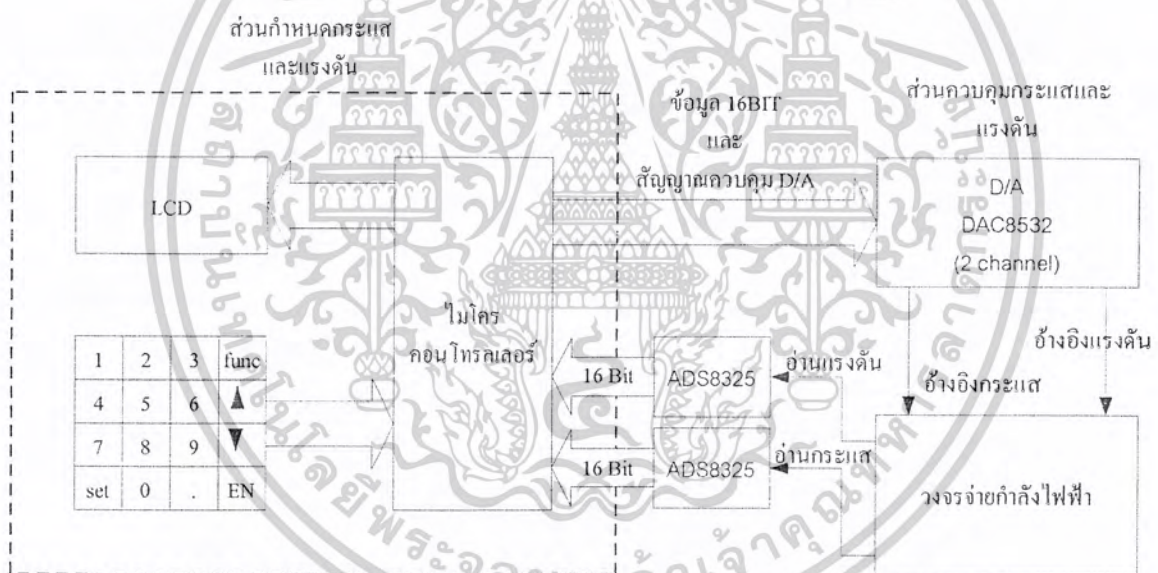 ส่วนกำหนดกระแส
และแรงดัน
ข้อมูล 16BIT
และ
สัญญาณควบคุม D/A
ส่วนควบคุมกระแสและ
แรงดัน
LCD
D/A
DAC8532
(2 channel)
ไมโคร
คอนโทรลเลอร์
1 2 3 func
4 5 6 ▲
7 8 9 ▼
set 0 . EN
16 Bit
ADS8325
อ่านแรงดัน
16 Bit
ADS8325
อ่านกระแส
อ้างอิงกระแส
อ้างอิงแรงดัน
วงจรจ่ายกำลังไฟฟ้า